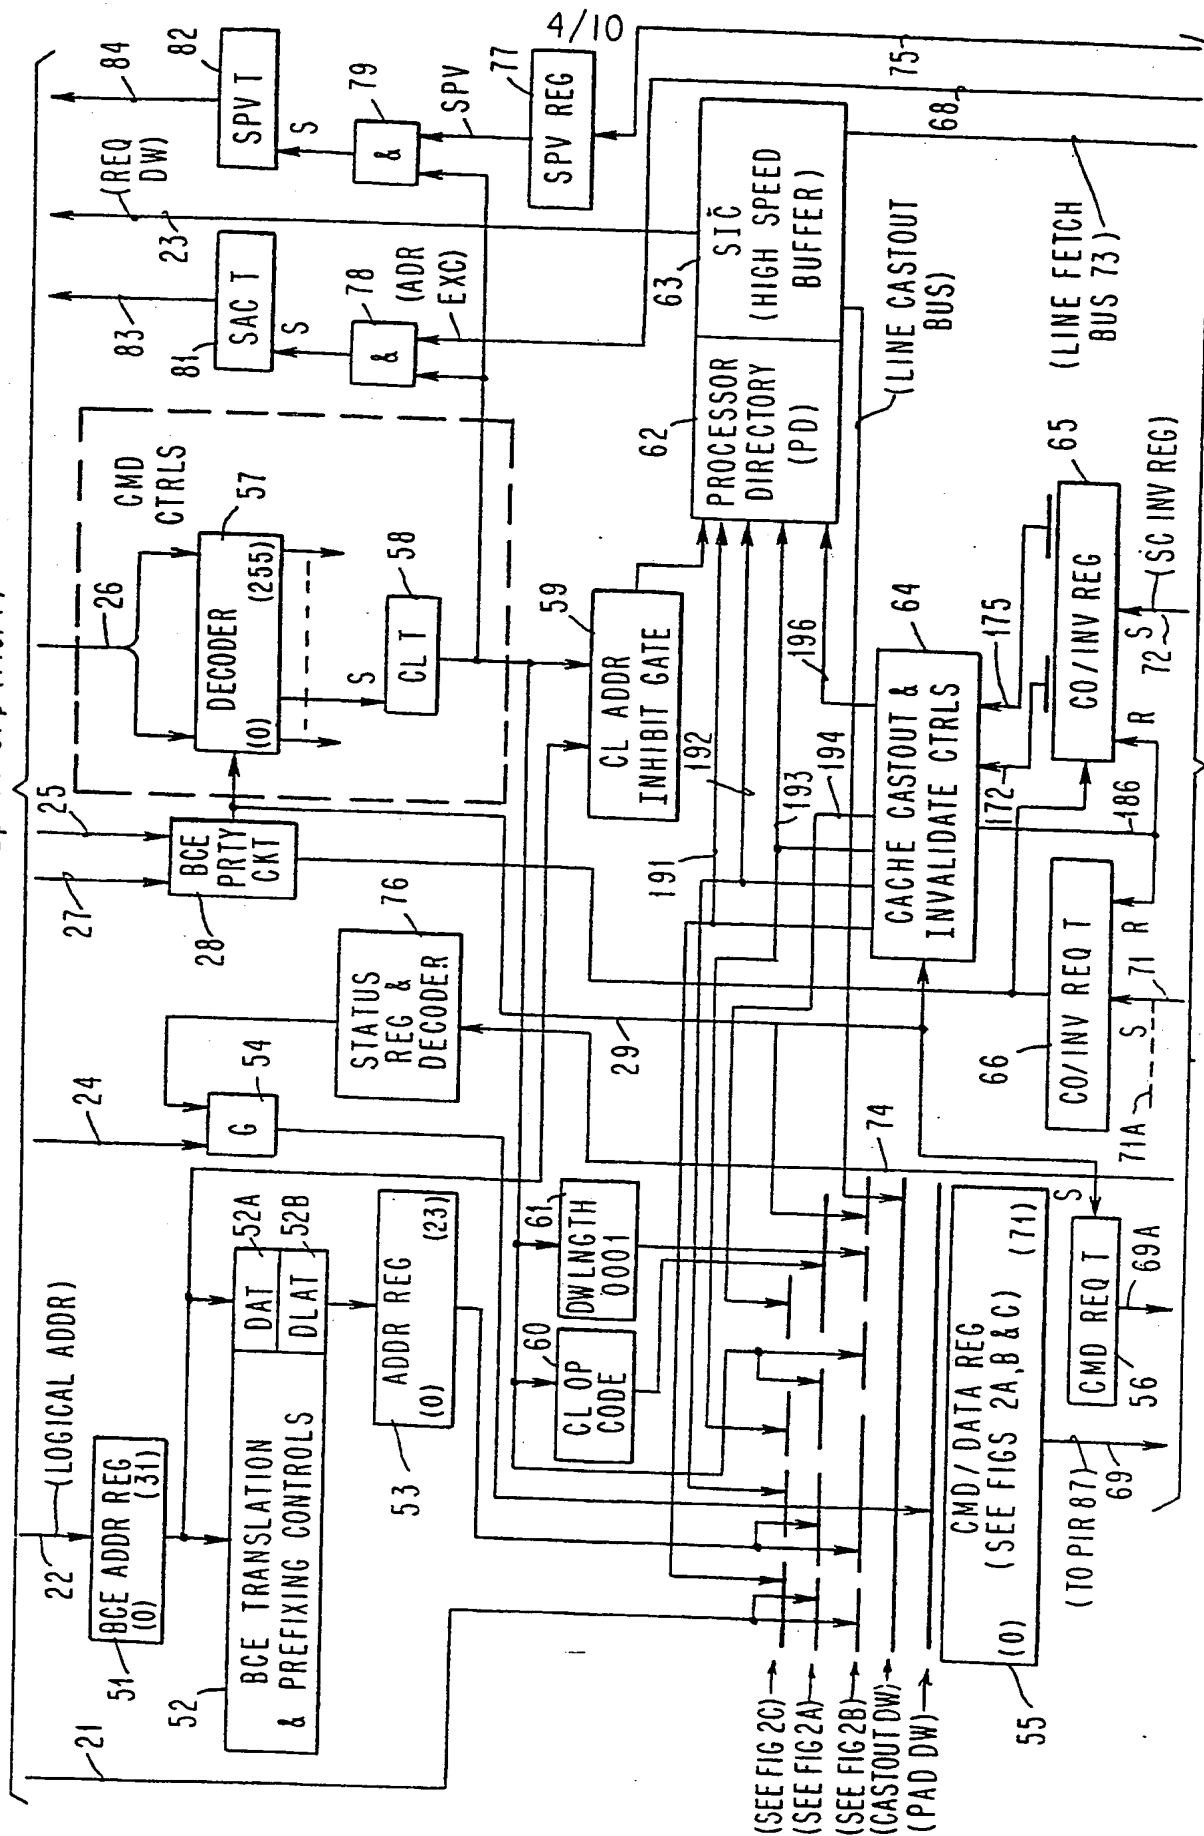 4/10
22
(LOGICAL ADDR)
21
51
BCE ADDR REG
(0) (31)
52
BCE TRANSLATION
& PREFIXING CONTROLS
DAT
52A
DLAT
52B
53
ADDR REG
(0) (23)
24
G
54
STATUS
REG &
DECODER
76
27
25
BCE
PRTY
CKT
28
26
CMD
CTRLS
DECODER
(0) (255)
57
S
CL T
58
83
SAC T
81
S
&
78
(ADR
EXC)
(REQ
DW)
23
84
SPV T
82
S
&
79
SPV
SPV REG
77
75
68
59
CL ADDR
INHIBIT GATE
62
PROCESSOR
DIRECTORY
(PD)
63
SIC
(HIGH SPEED
BUFFER)
(LINE CASTOUT
BUS)
(LINE FETCH
BUS 73)
60
CL OP
CODE
61
DWLNGTH
0001
29
191
192
193
194
196
CACHE CASTOUT &
INVALIDATE CTRLS
64
172
175
186
CO/INV REG
65
R
S
72
(SC INV REG)
66
CO/INV REQ T
S
R
71
71A
74
(SEE FIG 2C)
(SEE FIG 2A)
(SEE FIG 2B)
(CASTOUT DW)
(PAD DW)
CMD/DATA REG
(SEE FIGS 2A,B & C)
(0) (71)
55
S
CMD REQ T
56
69A
(TO PIR 87)
69